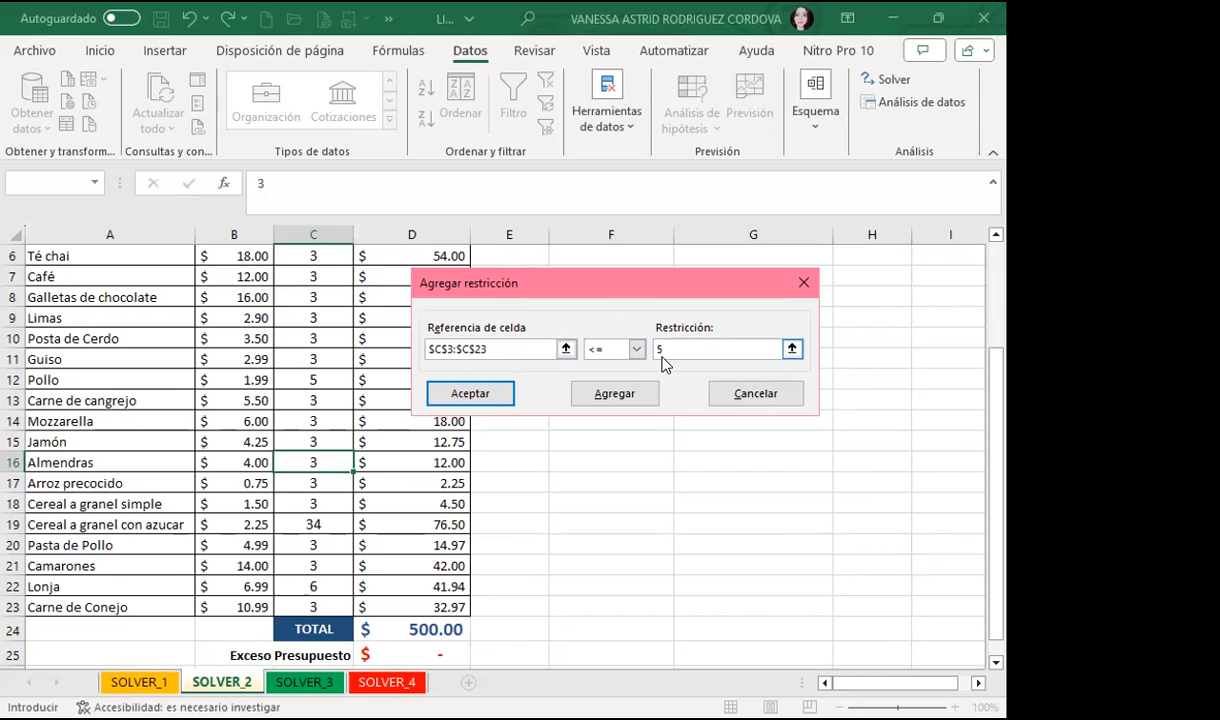 Autoguardado LI... VANESSA ASTRID RODRIGUEZ CORDOVA
Archivo Inicio Insertar Disposición de página Fórmulas Datos Revisar Vista Automatizar Ayuda Nitro Pro 10
Obtener datos Actualizar todo Organización Cotizaciones Ordenar Filtro Herramientas de datos Análisis de hipótesis Previsión Esquema Solver
Análisis de datos
Obtener y transform... Consultas y con... Tipos de datos Ordenar y filtrar Previsión Análisis
fx 3
A B C D E F G H I
6 Té chai $ 18.00 3 $ 54.00
7 Café $ 12.00 3 $
8 Galletas de chocolate $ 16.00 3 $
9 Limas $ 2.90 3 $
10 Posta de Cerdo $ 3.50 3 $
11 Guiso $ 2.99 3 $
12 Pollo $ 1.99 5 $
13 Carne de cangrejo $ 5.50 3 $
14 Mozzarella $ 6.00 3 $ 18.00
15 Jamón $ 4.25 3 $ 12.75
16 Almendras $ 4.00 3 $ 12.00
17 Arroz precocido $ 0.75 3 $ 2.25
18 Cereal a granel simple $ 1.50 3 $ 4.50
19 Cereal a granel con azucar $ 2.25 34 $ 76.50
20 Pasta de Pollo $ 4.99 3 $ 14.97
21 Camarones $ 14.00 3 $ 42.00
22 Lonja $ 6.99 6 $ 41.94
23 Carne de Conejo $ 10.99 3 $ 32.97
24 TOTAL $ 500.00
25 Exceso Presupuesto $ -
Agregar restricción
Referencia de celda Restricción:
$C$3:$C$23 <= 5
Aceptar Agregar Cancelar
SOLVER_1 SOLVER_2 SOLVER_3 SOLVER_4
Introducir Accesibilidad: es necesario investigar 100%